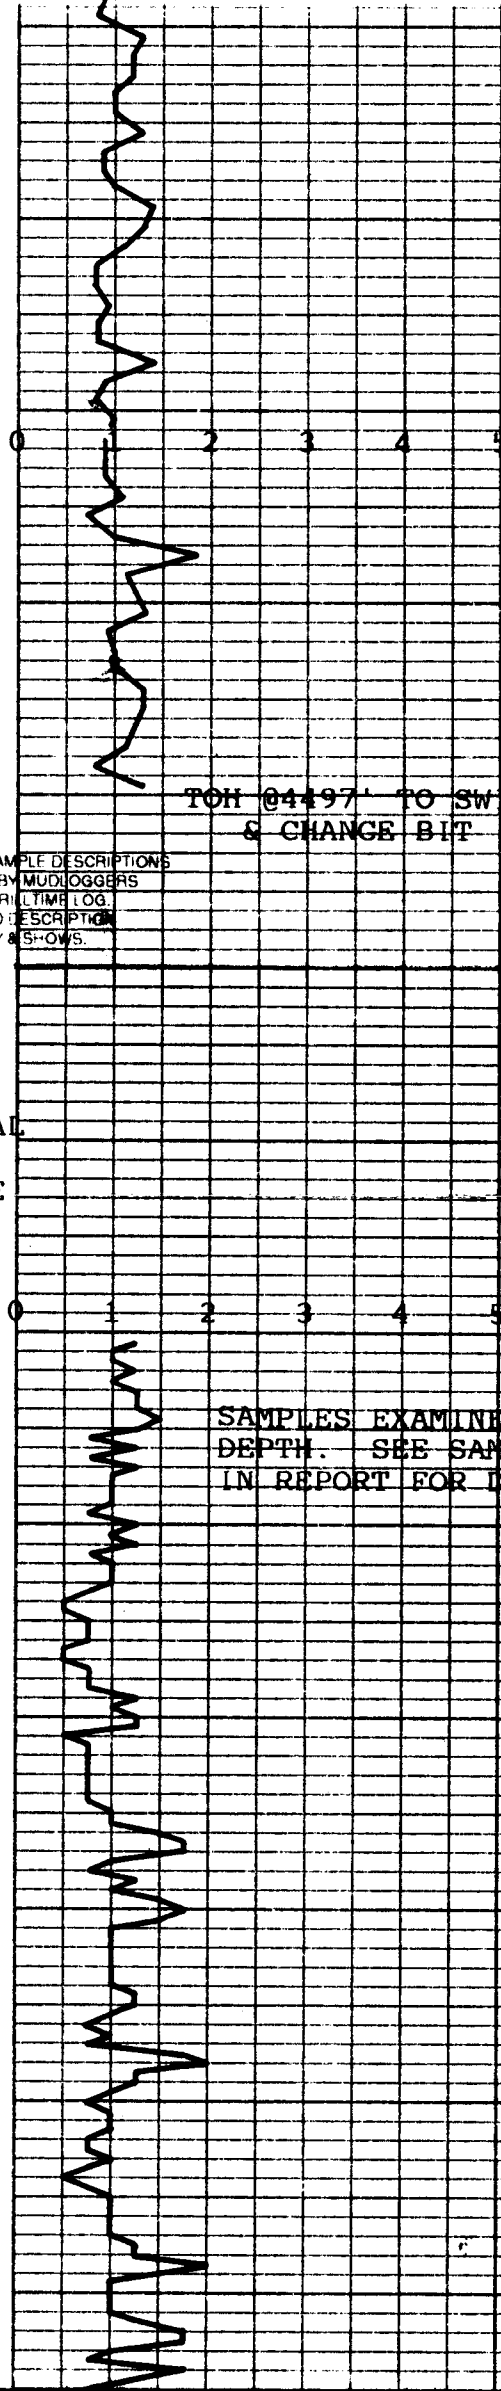 0 1 2 3 4 5
TOH @4497' TO SW
& CHANGE BIT
AMPLE DESCRIPTIONS
BY MUDLOGGERS
RILLTIME LOG.
D DESCRIPTION
Y & SHOWS.
AL
0 1 2 3 4 5
SAMPLES EXAMINE
DEPTH. SEE SAM
IN REPORT FOR D